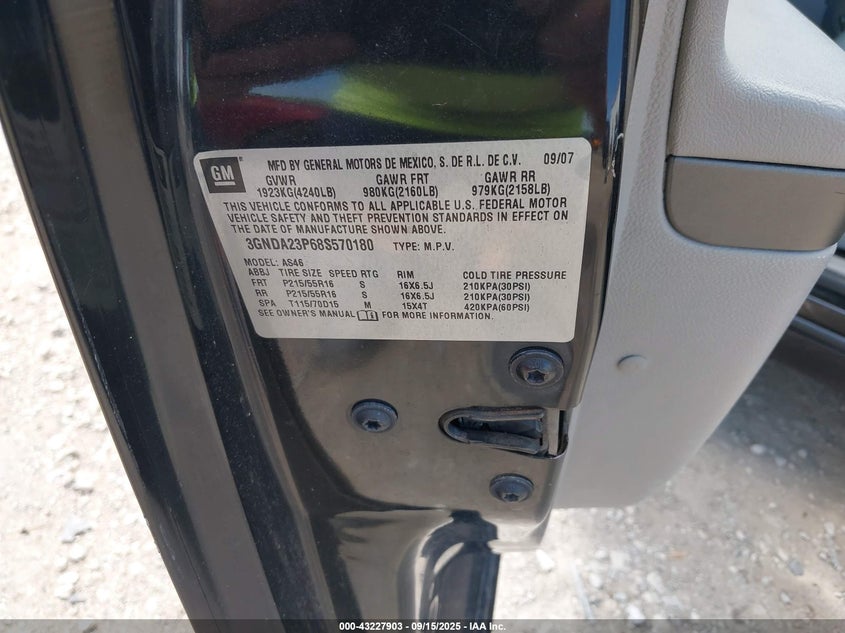 GM
MFD BY GENERAL MOTORS DE MEXICO, S. DE R.L. DE C.V. 09/07
GVWR GAWR FRT GAWR RR
1923KG(4240LB) 980KG(2160LB) 979KG(2158LB)
THIS VEHICLE CONFORMS TO ALL APPLICABLE U.S. FEDERAL MOTOR
VEHICLE SAFETY AND THEFT PREVENTION STANDARDS IN EFFECT ON
THE DATE OF MANUFACTURE SHOWN ABOVE.
3GNDA23P68S570180 TYPE: M.P.V.
MODEL: AS46
ABBJ TIRE SIZE SPEED RTG RIM COLD TIRE PRESSURE
FRT P215/55R16 S 16X6.5J 210KPA(30PSI)
RR P215/55R16 S 16X6.5J 210KPA(30PSI)
SPA T115/70D15 M 15X4T 420KPA(60PSI)
SEE OWNER'S MANUAL FOR MORE INFORMATION.
000-43227903 - 09/15/2025 - IAA Inc.